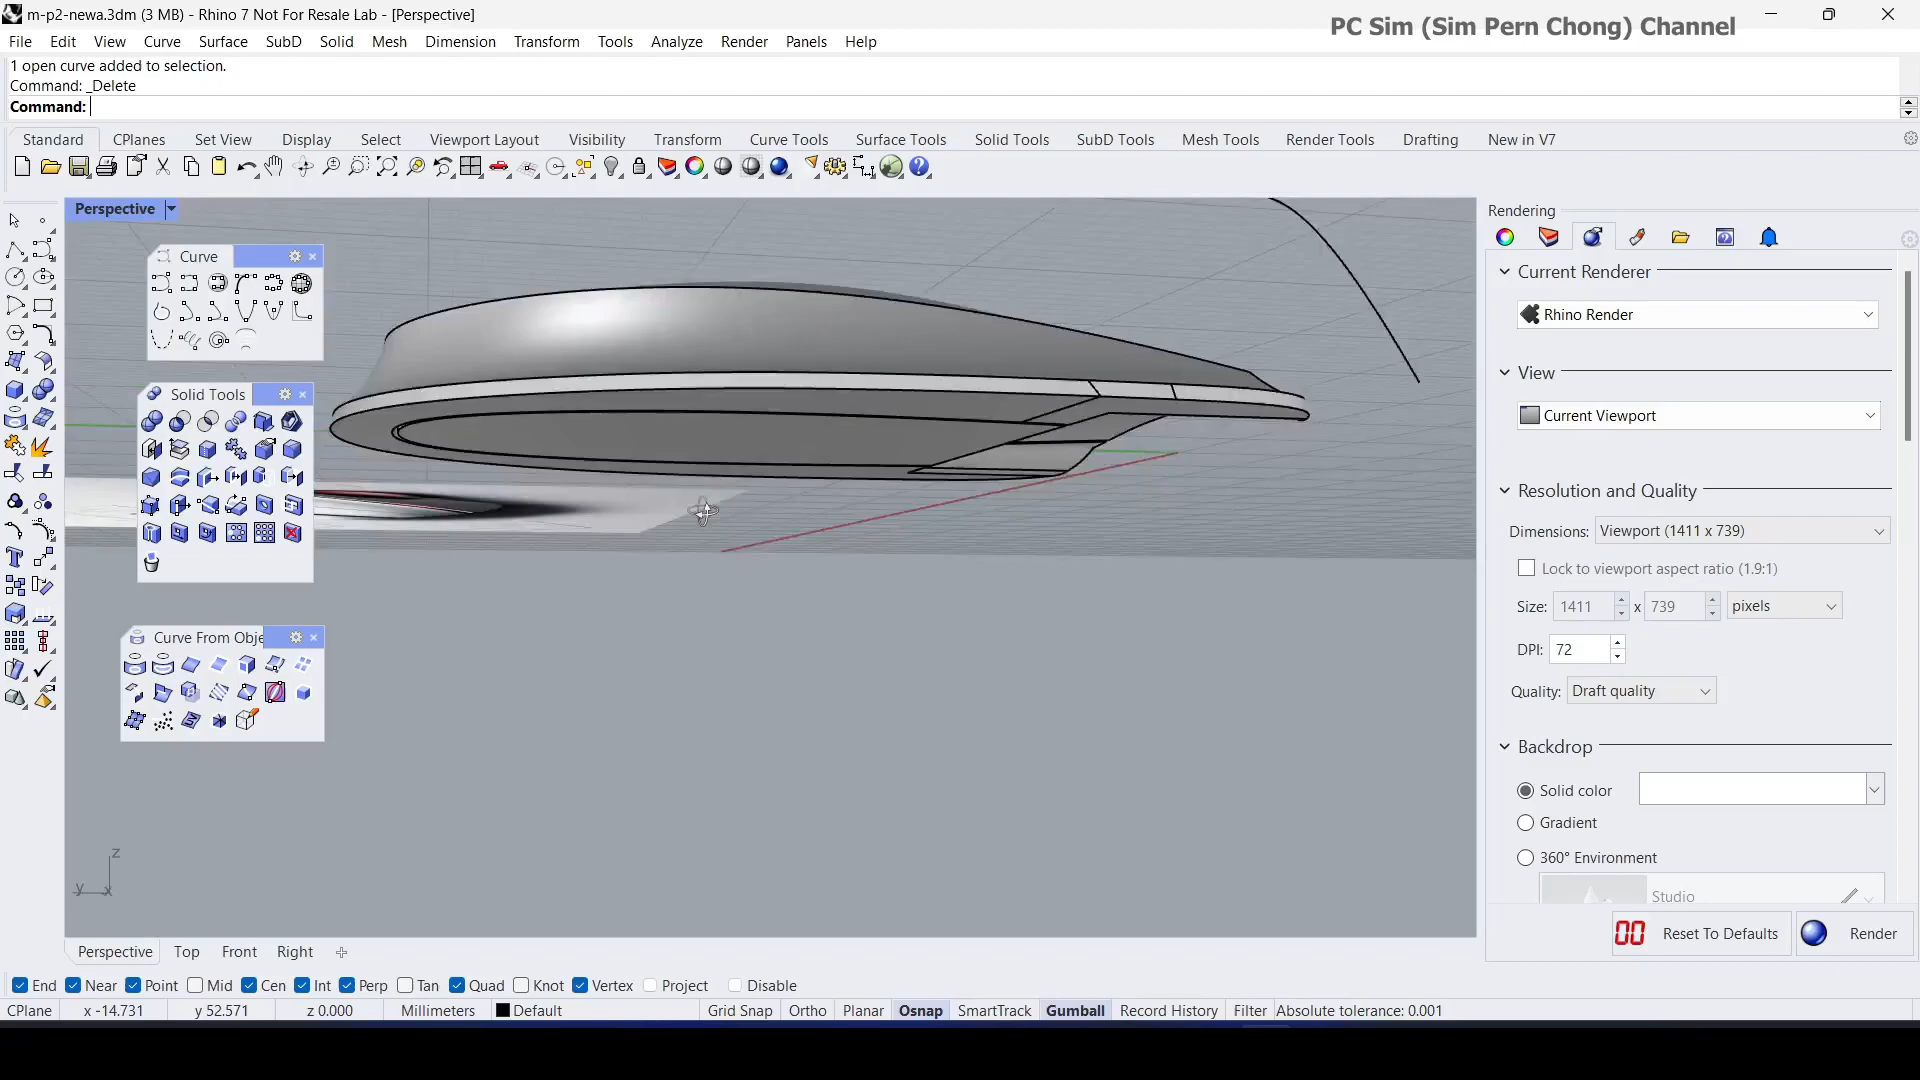 m-p2-newa.3dm (3 MB) - Rhino 7 Not For Resale Lab - [Perspective]
PC Sim (Sim Pern Chong) Channel
File Edit View Curve Surface SubD Solid Mesh Dimension Transform Tools Analyze Render Panels Help
1 open curve added to selection.
Command: _Delete
Command:
Standard CPlanes Set View Display Select Viewport Layout Visibility Transform Curve Tools Surface Tools Solid Tools SubD Tools Mesh Tools Render Tools Drafting New in V7
Perspective
Curve
Solid Tools
Curve From Obje
z
y x
Rendering
Current Renderer
Rhino Render
View
Current Viewport
Resolution and Quality
Dimensions: Viewport (1411 x 739)
Lock to viewport aspect ratio (1.9:1)
Size: 1411 x 739 pixels
DPI: 72
Quality: Draft quality
Backdrop
Solid color
Gradient
360° Environment
Studio
00 Reset To Defaults Render
Perspective Top Front Right
End Near Point Mid Cen Int Perp Tan Quad Knot Vertex Project Disable
CPlane x -14.731 y 52.571 z 0.000 Millimeters Default Grid Snap Ortho Planar Osnap SmartTrack Gumball Record History Filter Absolute tolerance: 0.001